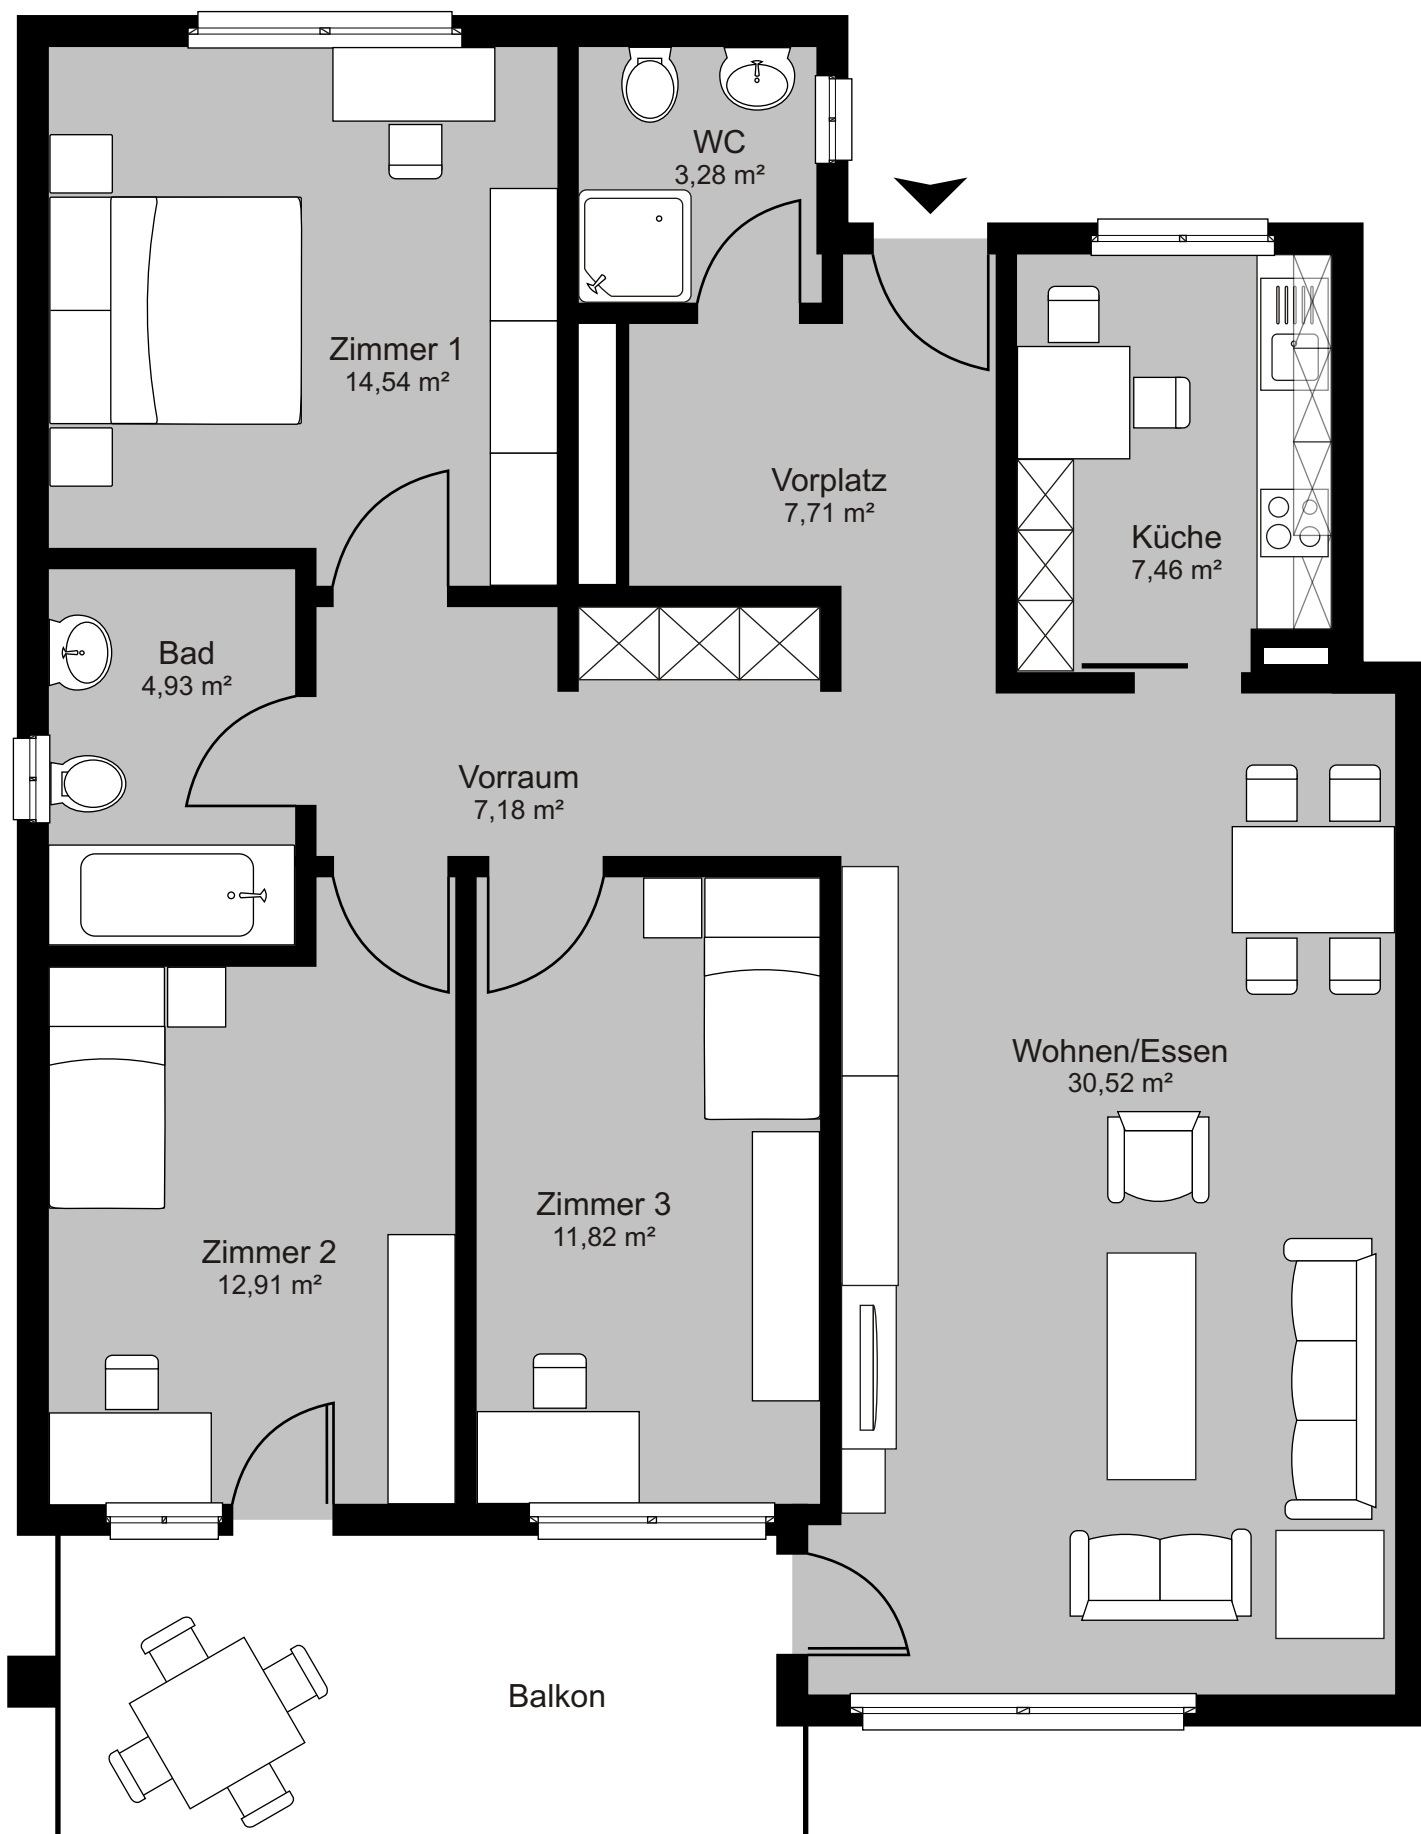 WC
3,28 m²
Zimmer 1
14,54 m²
Vorplatz
7,71 m²
Küche
7,46 m²
Bad
4,93 m²
Vorraum
7,18 m²
Wohnen/Essen
30,52 m²
Zimmer 3
11,82 m²
Zimmer 2
12,91 m²
Balkon